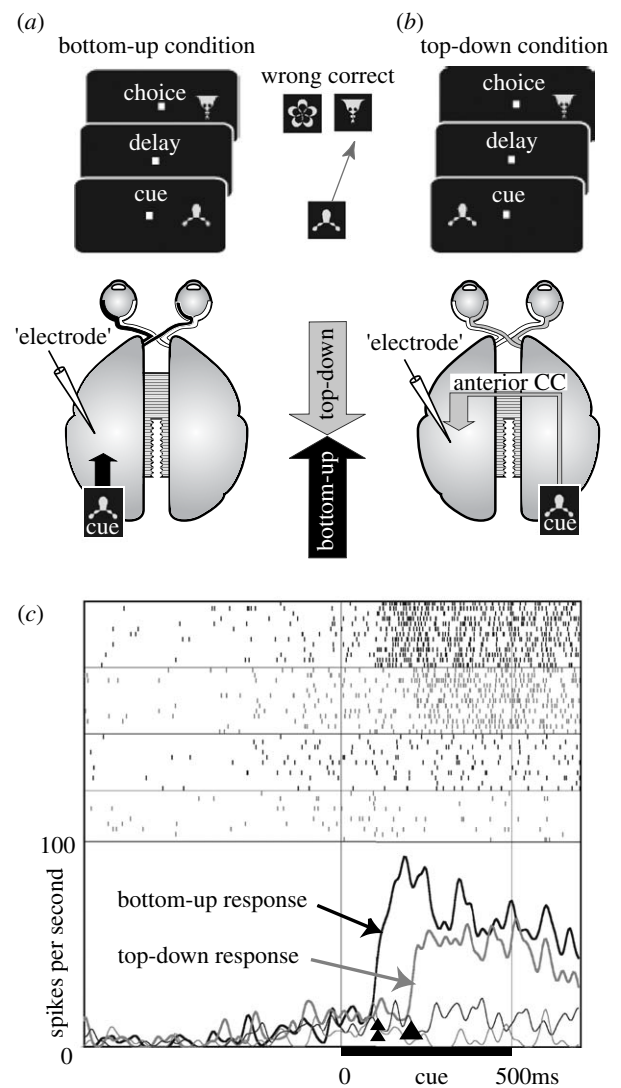 (a)
bottom-up condition
choice
delay
cue
wrong correct
(b)
top-down condition
choice
delay
cue
'electrode'
cue
top-down
bottom-up
'electrode'
anterior CC
cue
(c)
100
spikes per second
bottom-up response
top-down response
0
0 cue 500ms